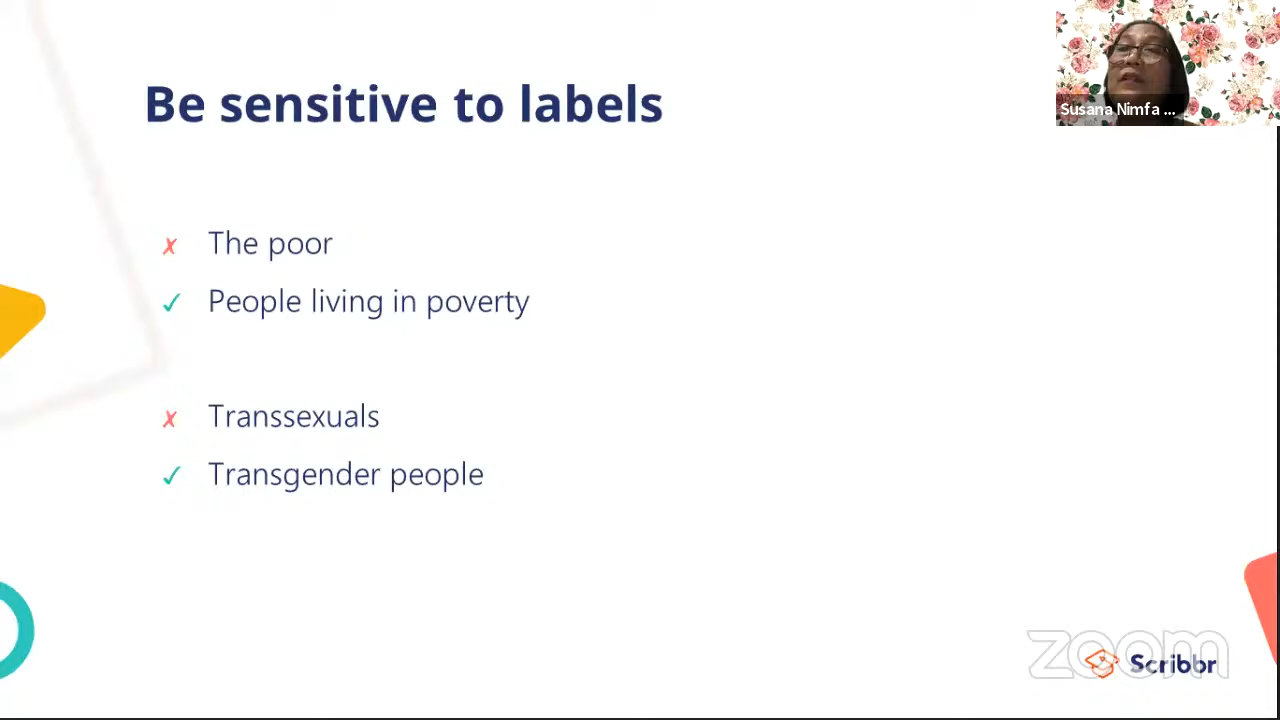 Be sensitive to labels
Susana Nimfa ...
✗ The poor
✓ People living in poverty
✗ Transsexuals
✓ Transgender people
zoom
Scribbr